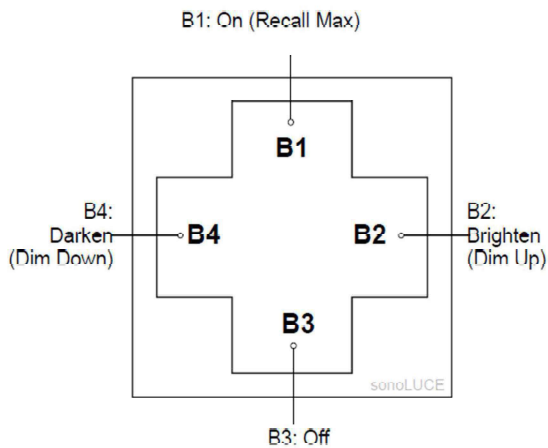 B1: On (Recall Max)
B1
B4:
Darken
(Dim Down)
B4
B2
B2:
Brighten
(Dim Up)
B3
sonoLUCE
B3: Off